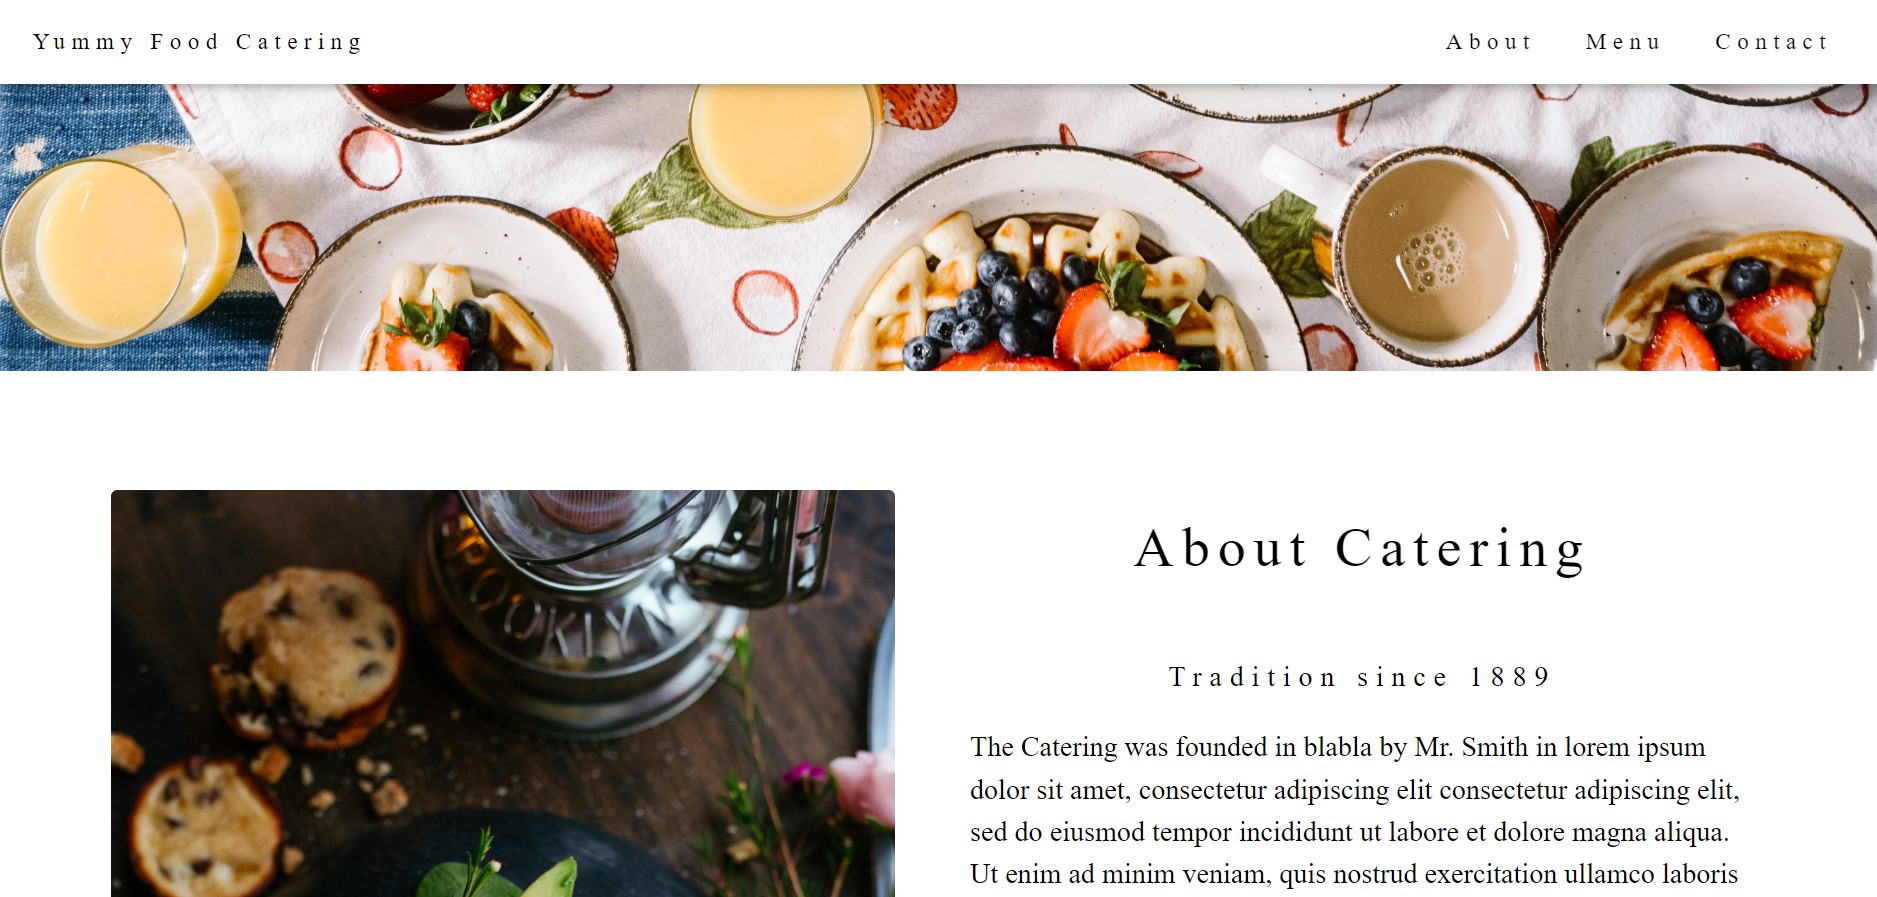 Yummy Food Catering
About Menu Contact
About Catering
Tradition since 1889
The Catering was founded in blabla by Mr. Smith in lorem ipsum
dolor sit amet, consectetur adipiscing elit consectetur adipiscing elit,
sed do eiusmod tempor incididunt ut labore et dolore magna aliqua.
Ut enim ad minim veniam, quis nostrud exercitation ullamco laboris